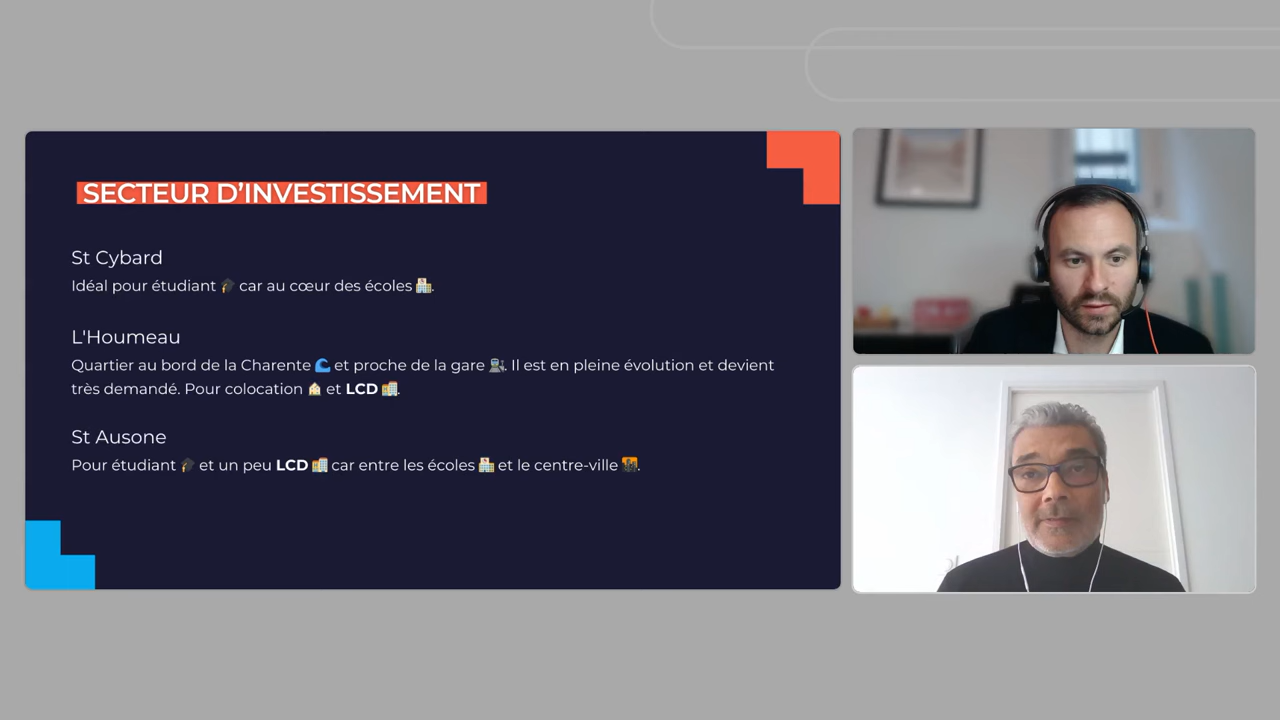 SECTEUR D'INVESTISSEMENT
St Cybard
Idéal pour étudiant 🎓 car au cœur des écoles 🏫.
L'Houmeau
Quartier au bord de la Charente 🌊 et proche de la gare 🚉. Il est en pleine évolution et devient
très demandé. Pour colocation 🏠 et LCD 🏢.
St Ausone
Pour étudiant 🎓 et un peu LCD 🏢 car entre les écoles 🏫 et le centre-ville 🌆.